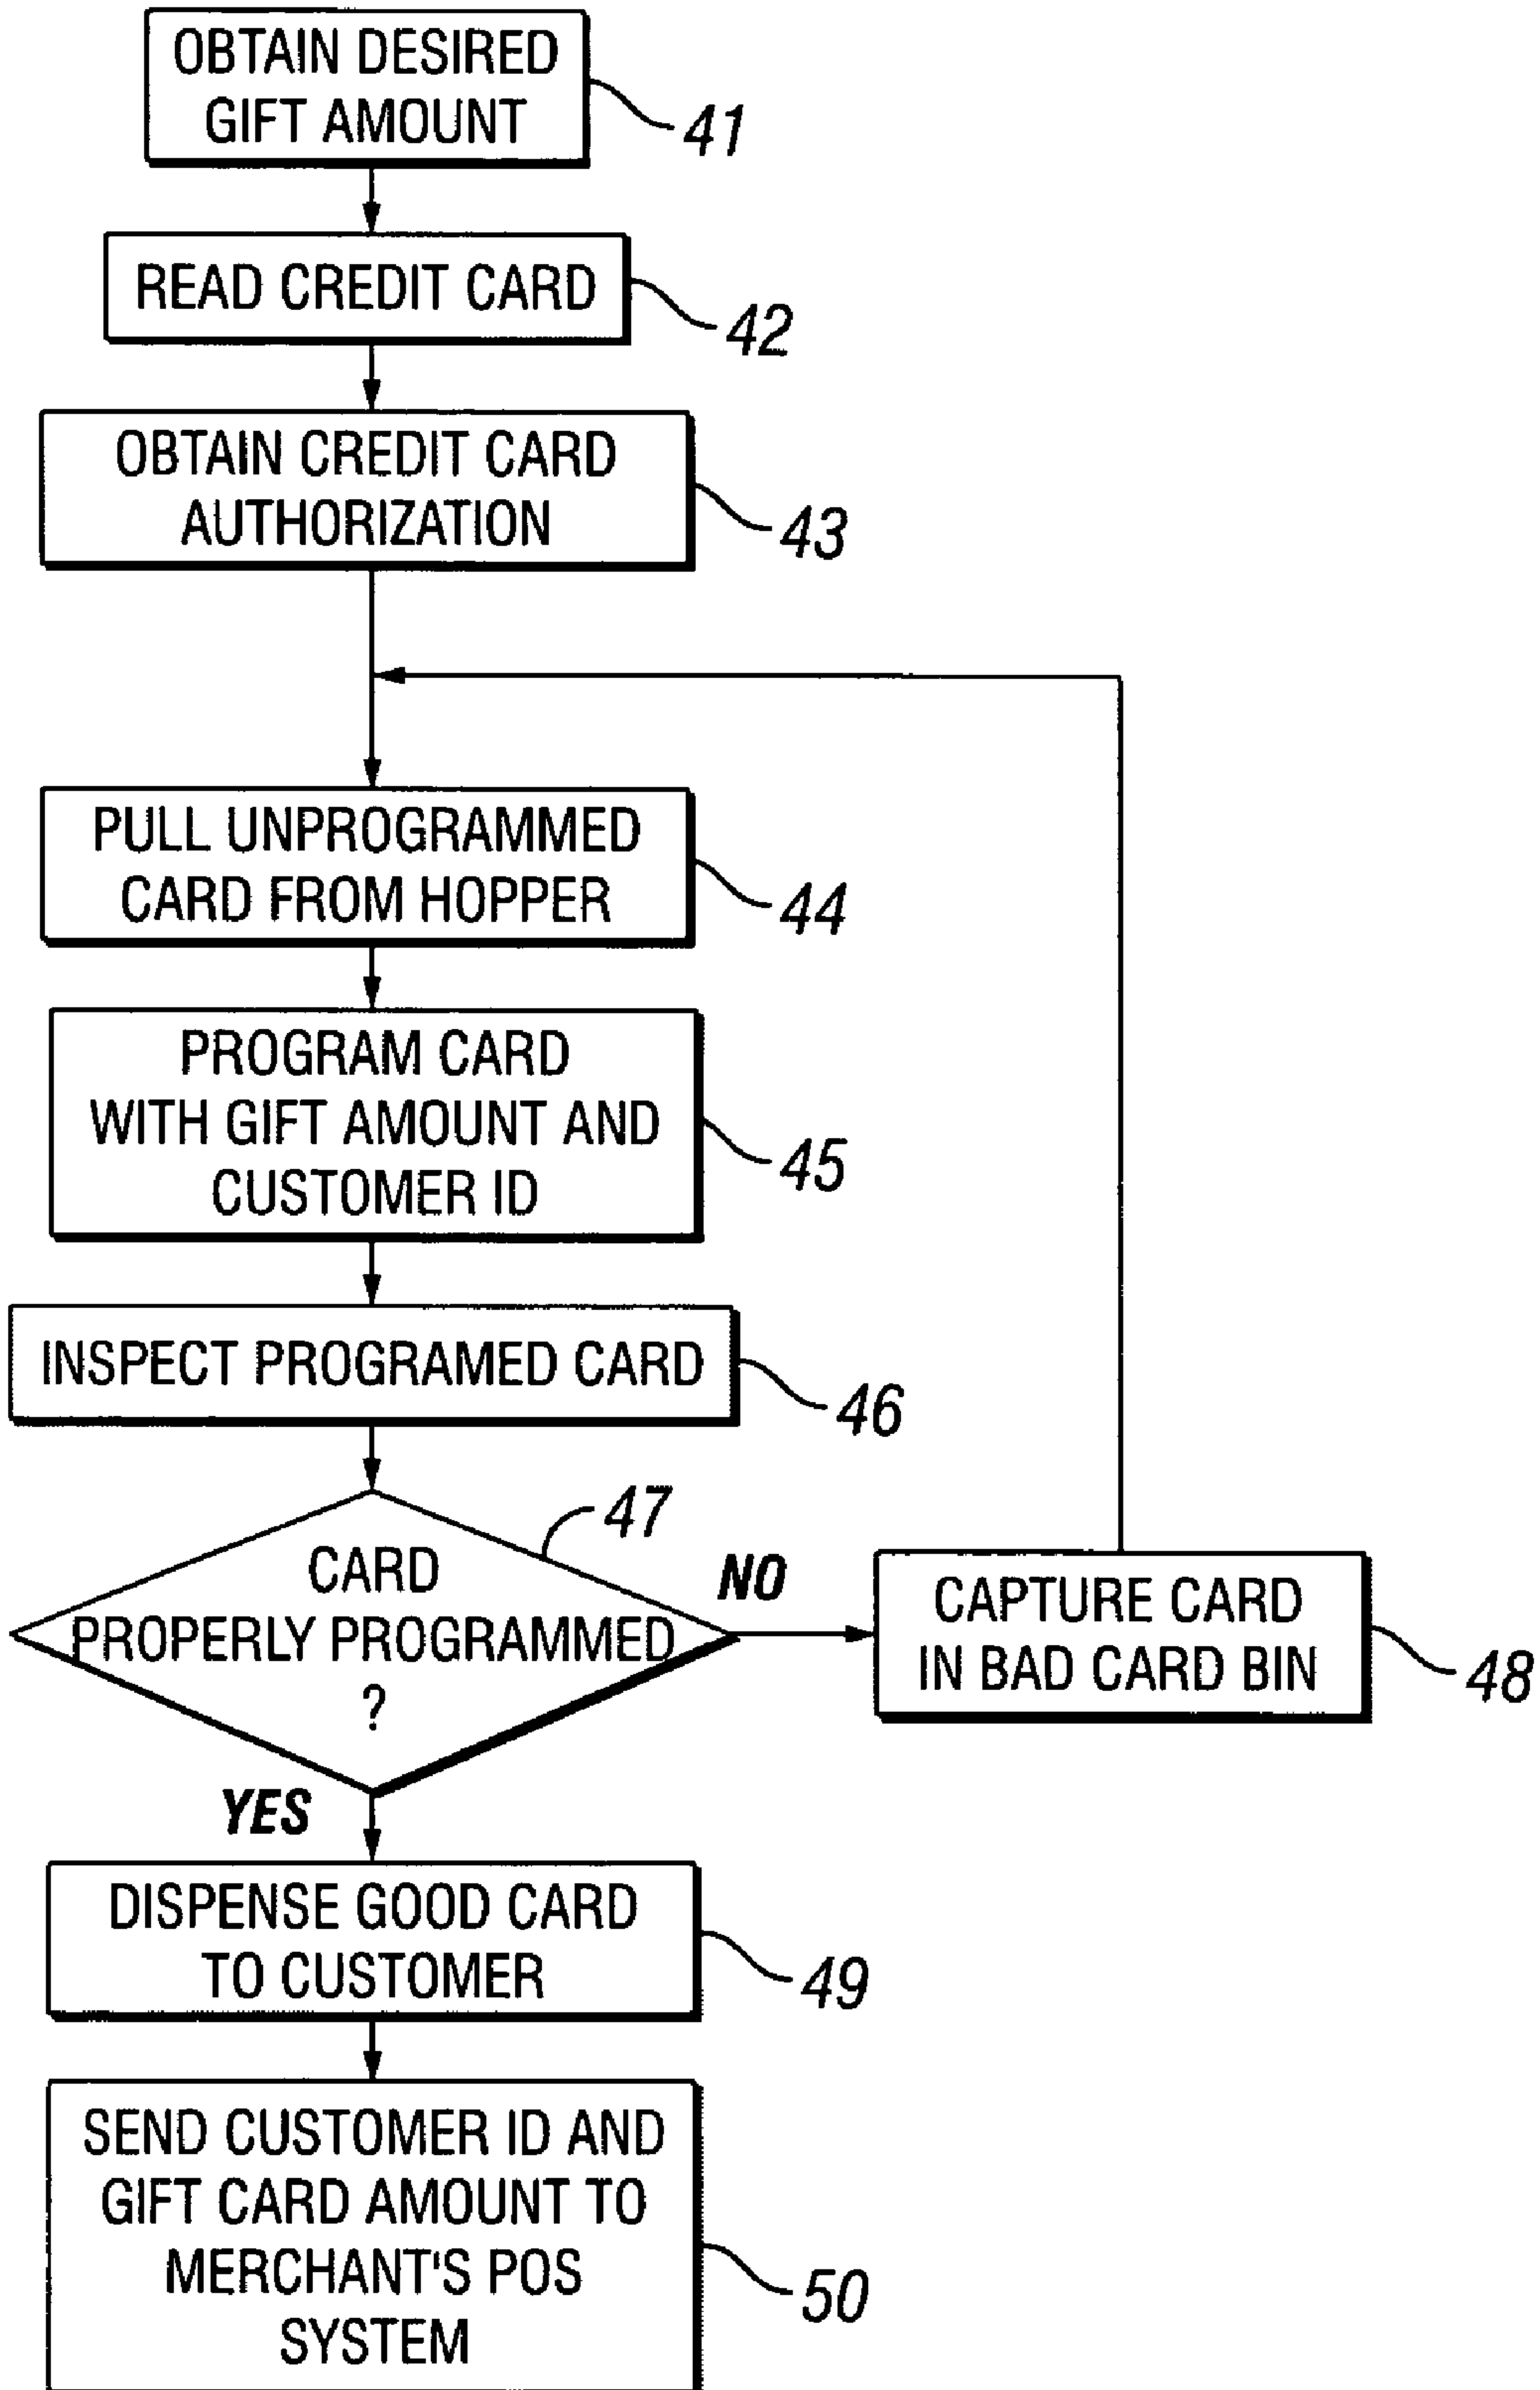 OBTAIN DESIRED
GIFT AMOUNT
41
READ CREDIT CARD
42
OBTAIN CREDIT CARD
AUTHORIZATION
43
PULL UNPROGRAMMED
CARD FROM HOPPER
44
PROGRAM CARD
WITH GIFT AMOUNT AND
CUSTOMER ID
45
INSPECT PROGRAMED CARD
46
47
CARD
PROPERLY PROGRAMMED
?
NO
CAPTURE CARD
IN BAD CARD BIN
48
YES
DISPENSE GOOD CARD
TO CUSTOMER
49
SEND CUSTOMER ID AND
GIFT CARD AMOUNT TO
MERCHANT'S POS
SYSTEM
50